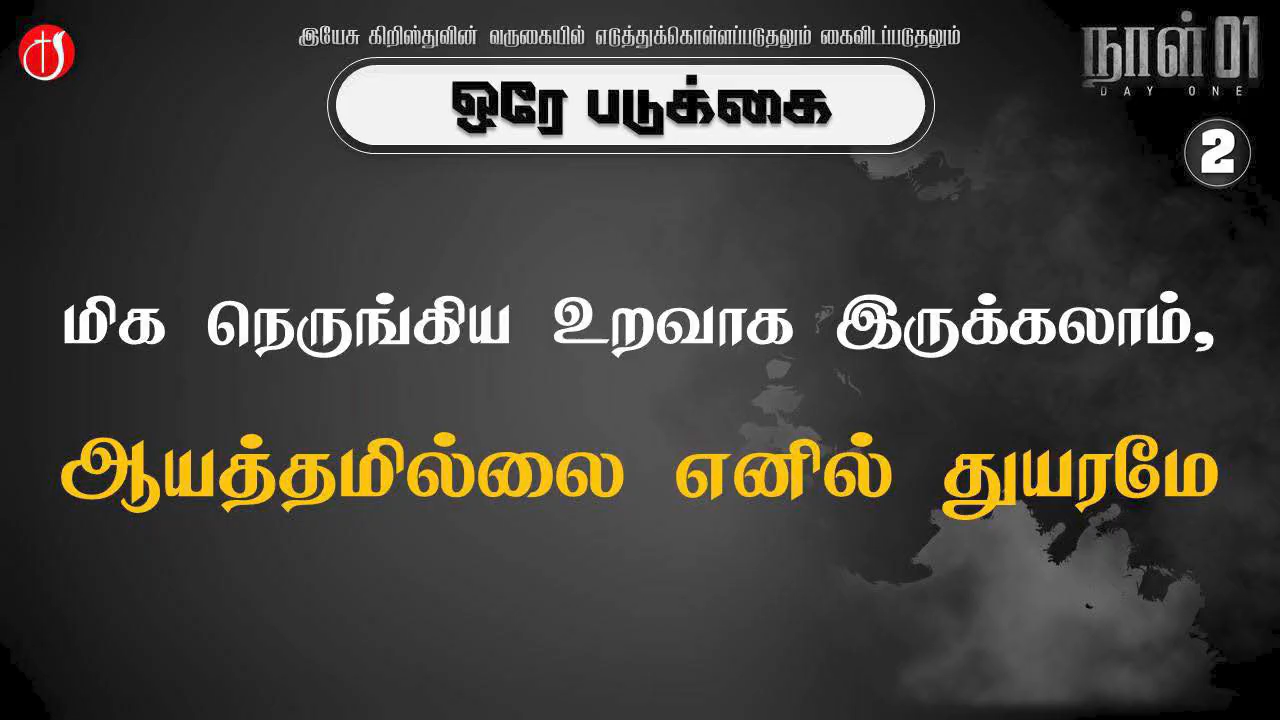 இயேசு கிறிஸ்துவின் வருகையில் எடுத்துக்கொள்ளப்படுதலும் கைவிடப்படுதலும்
நாள் 01
DAY ONE
ஒரே படுக்கை
2
மிக நெருங்கிய உறவாக இருக்கலாம்,
ஆயத்தமில்லை எனில் துயரமே